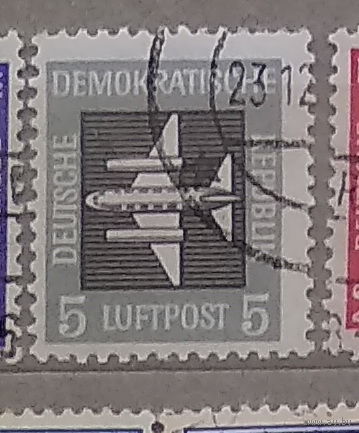 DEMOKRATISCHE
DEUTSCHE
REPUBLIK
5 LUFTPOST 5
23 12